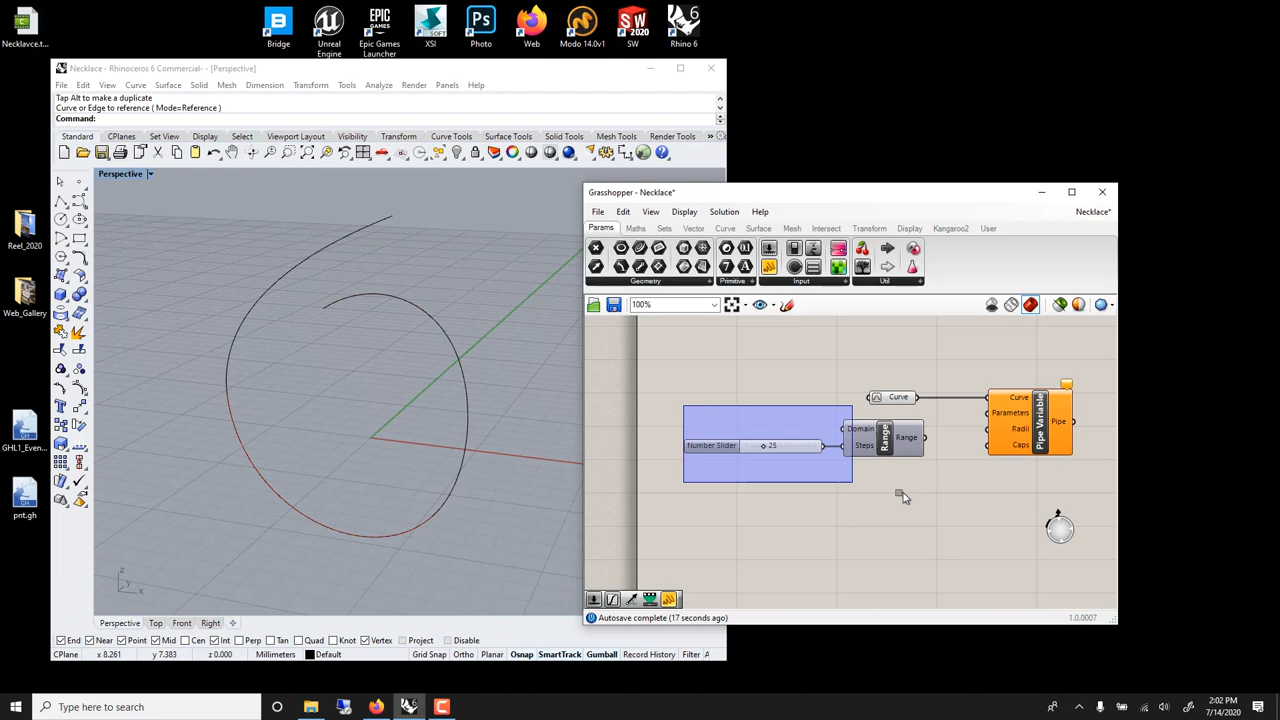 Necklavce.t...
Bridge
Unreal
Engine
Epic Games
Launcher
XSI
Photo
Web
Modo 14.0v1
SW
Rhino 6
Reel_2020
Web_Gallery
GHL1_Even...
pnt.gh
Necklace - Rhinoceros 6 Commercial- - [Perspective]
File Edit View Curve Surface Solid Mesh Dimension Transform Tools Analyze Render Panels Help
Tap Alt to make a duplicate
Curve or Edge to reference ( Mode=Reference )
Command:
Standard CPlanes Set View Display Select Viewport Layout Visibility Transform Curve Tools Surface Tools Solid Tools Mesh Tools Render Tools »
Perspective
z
y
x
Perspective Top Front Right
End Near Point Mid Cen Int Perp Tan Quad Knot Vertex Project Disable
CPlane x 8.261 y 7.383 z 0.000 Millimeters Default Grid Snap Ortho Planar Osnap SmartTrack Gumball Record History Filter A
Grasshopper - Necklace*
File Edit View Display Solution Help Necklace*
Params Maths Sets Vector Curve Surface Mesh Intersect Transform Display Kangaroo2 User
Geometry Primitive Input Util
100%
Curve
Number Slider 25
Domain
Steps
Range
Range
Curve
Parameters
Radii
Caps
Pipe Variable
Pipe
Autosave complete (17 seconds ago) 1.0.0007
Type here to search
2:02 PM
7/14/2020